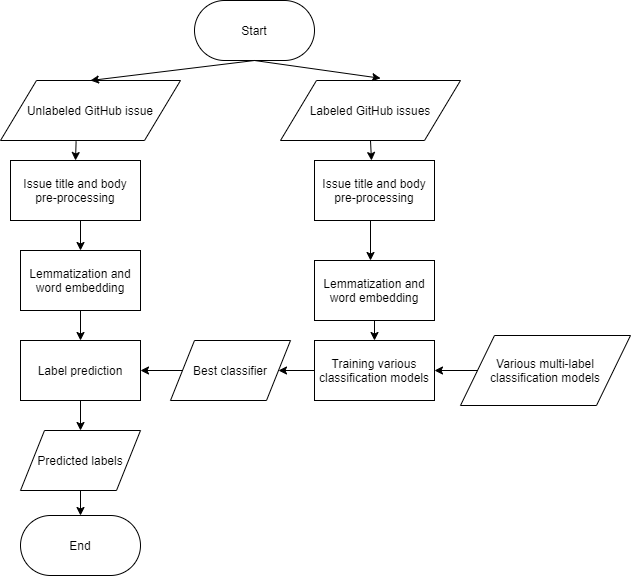 Start
Unlabeled GitHub issue
Labeled GitHub issues
Issue title and body
pre-processing
Issue title and body
pre-processing
Lemmatization and
word embedding
Lemmatization and
word embedding
Label prediction
Best classifier
Training various
classification models
Various multi-label
classification models
Predicted labels
End